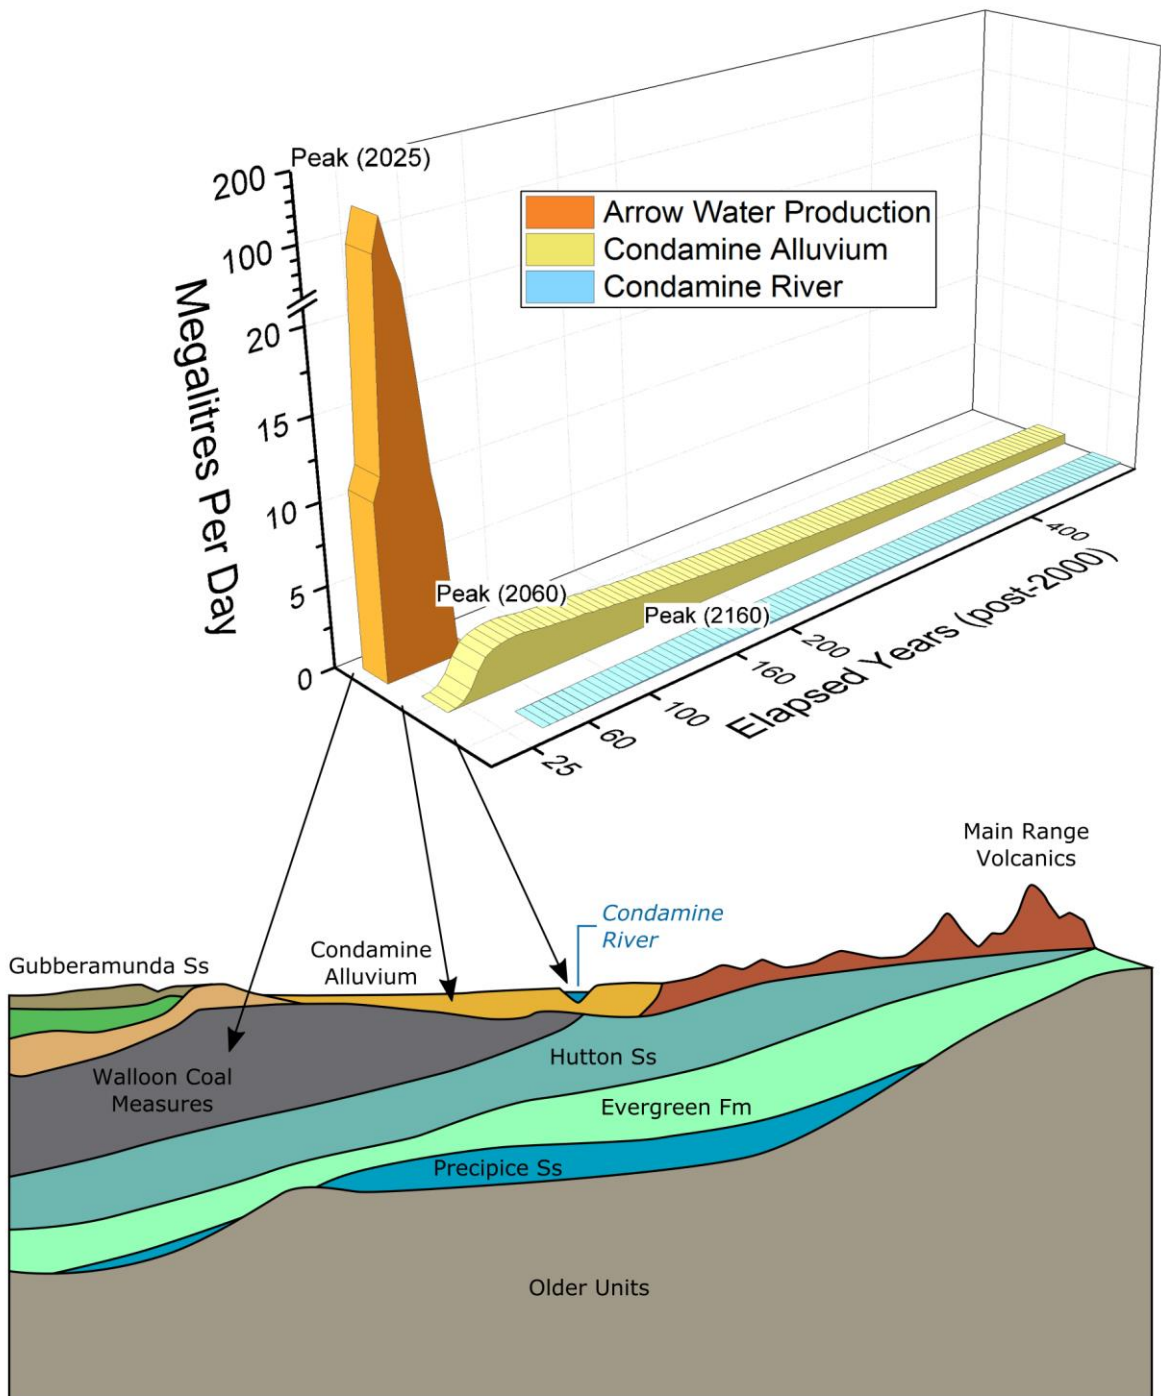 Peak (2025)
200
100
20
15
10
5
0
Megalitres Per Day
Arrow Water Production
Condamine Alluvium
Condamine River
Peak (2060)
Peak (2160)
25
60
100
160
200
400
Elapsed Years (post-2000)
Main Range
Volcanics
Condamine
River
Condamine
Alluvium
Gubberamunda Ss
Walloon Coal
Measures
Hutton Ss
Evergreen Fm
Precipice Ss
Older Units